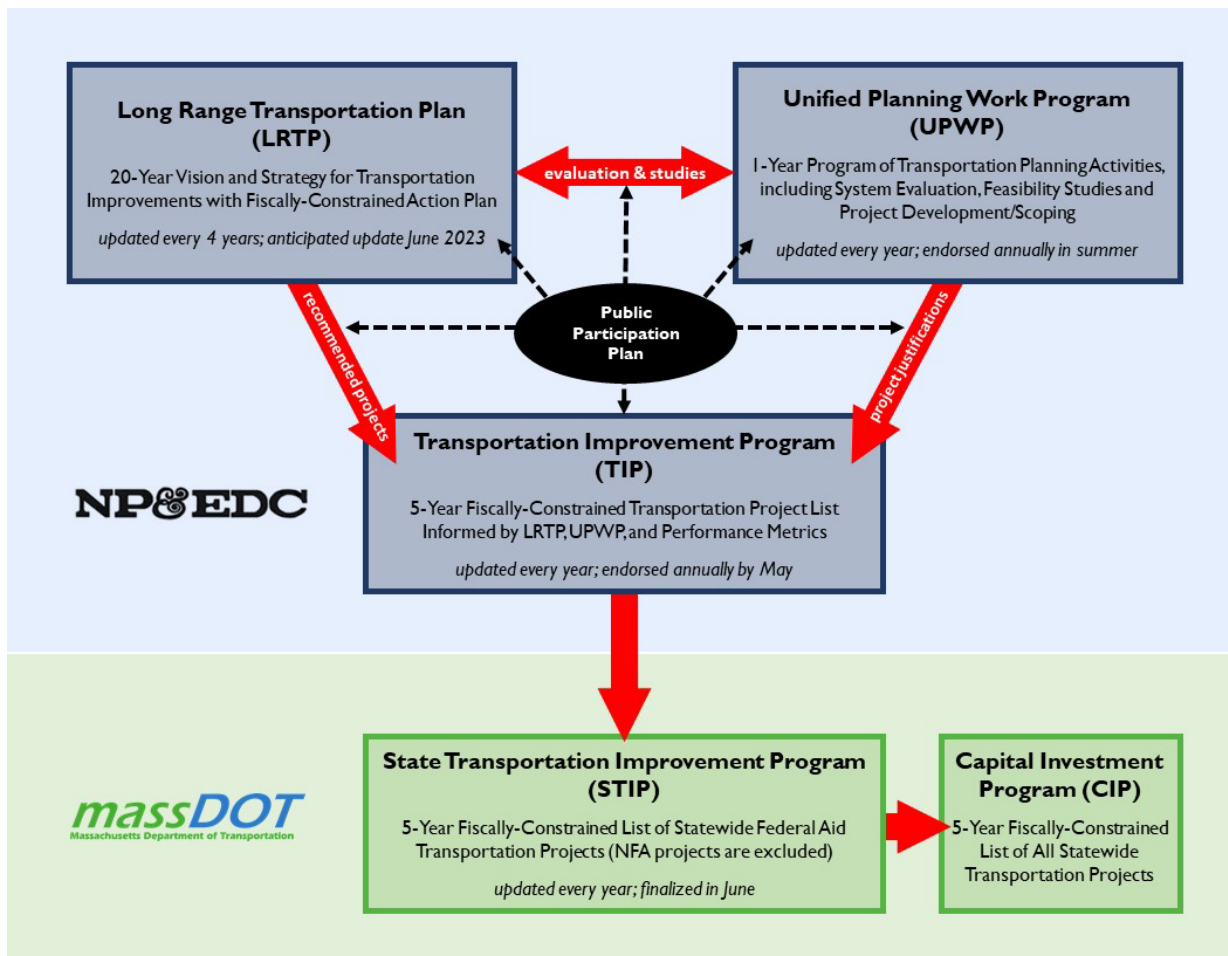 Long Range Transportation Plan
(LRTP)
20-Year Vision and Strategy for Transportation
Improvements with Fiscally-Constrained Action Plan
updated every 4 years; anticipated update June 2023
evaluation & studies
Unified Planning Work Program
(UPWP)
1-Year Program of Transportation Planning Activities,
including System Evaluation, Feasibility Studies and
Project Development/Scoping
updated every year; endorsed annually in summer
recommended projects
Public
Participation
Plan
project justifications
Transportation Improvement Program
(TIP)
5-Year Fiscally-Constrained Transportation Project List
Informed by LRTP, UPWP, and Performance Metrics
updated every year; endorsed annually by May
NP&EDC
State Transportation Improvement Program
(STIP)
5-Year Fiscally-Constrained List of Statewide Federal Aid
Transportation Projects (NFA projects are excluded)
updated every year; finalized in June
Capital Investment
Program (CIP)
5-Year Fiscally-Constrained
List of All Statewide
Transportation Projects
massDOT
Massachusetts Department of Transportation